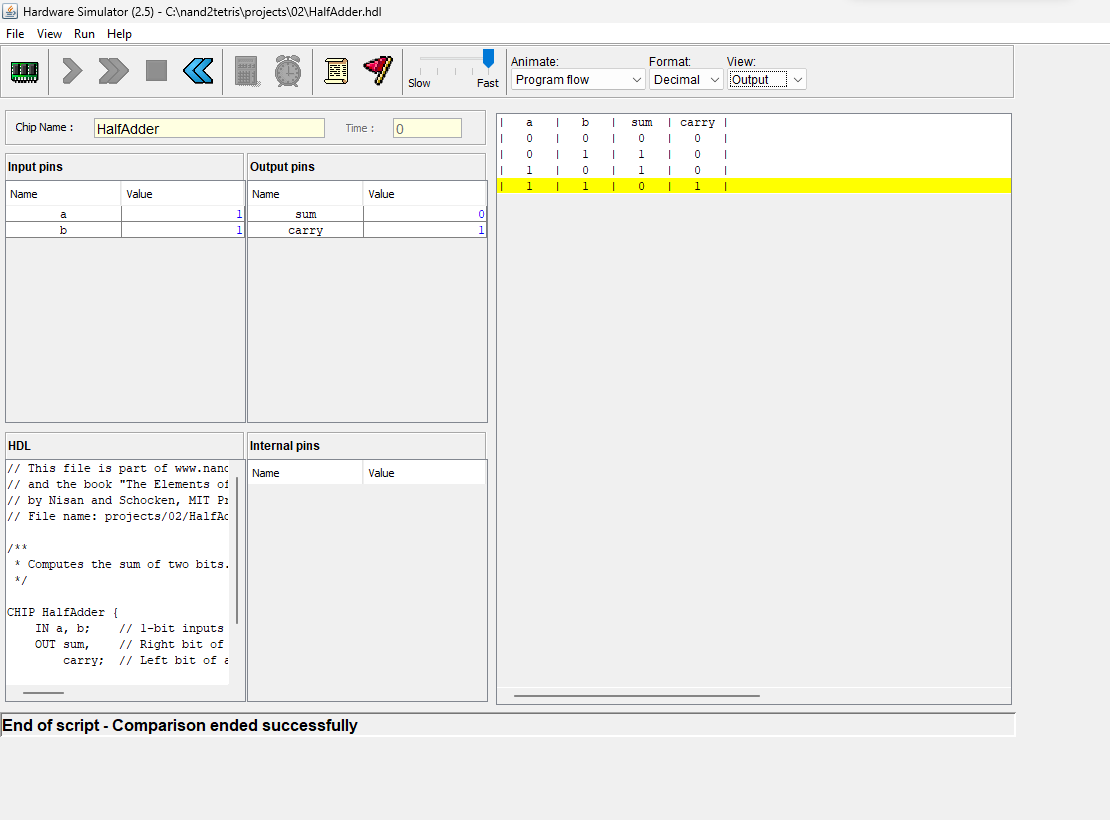 Hardware Simulator (2.5) - C:\nand2tetris\projects\02\HalfAdder.hdl
File View Run Help
Slow Fast
Animate: Format: View:
Program flow Decimal Output
Chip Name : HalfAdder Time : 0
Input pins
Name Value
a 1
b 1
Output pins
Name Value
sum 0
carry 1
| a | b | sum | carry |
| 0 | 0 | 0 | 0 |
| 0 | 1 | 1 | 0 |
| 1 | 0 | 1 | 0 |
| 1 | 1 | 0 | 1 |
HDL
// This file is part of www.nand
// and the book "The Elements of
// by Nisan and Schocken, MIT Pr
// File name: projects/02/HalfAd
/**
* Computes the sum of two bits.
*/
CHIP HalfAdder {
IN a, b; // 1-bit inputs
OUT sum, // Right bit of
carry; // Left bit of a
Internal pins
Name Value
End of script - Comparison ended successfully